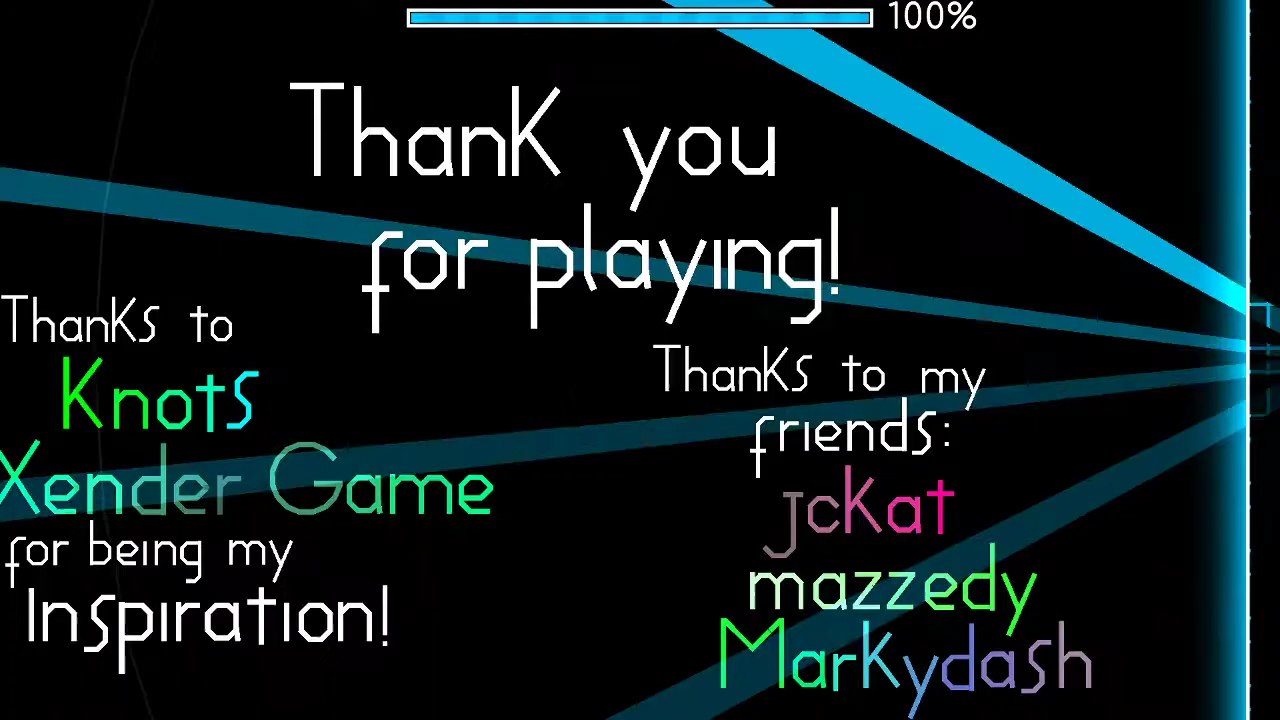 100%
Thank you
for playing!
Thanks to
Knots
Xender Game
for being my
Inspiration!
Thanks to my
friends:
jcKat
mazzedy
Markydash